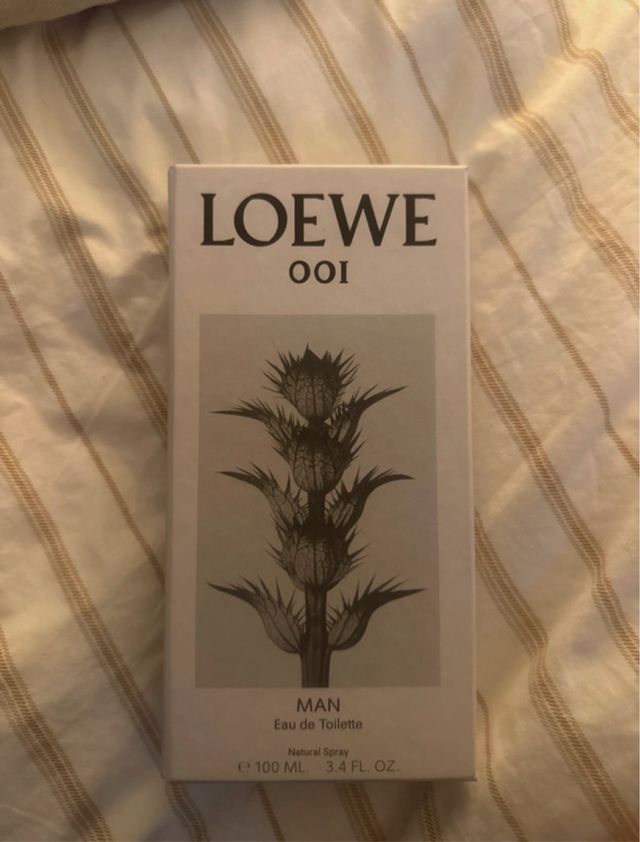 LOEWE
001
MAN
Eau de Toilette
Natural Spray
℮ 100 ML. 3.4 FL. OZ.